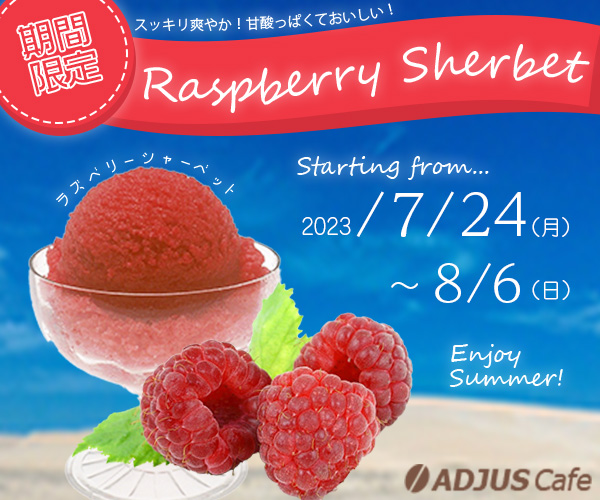 スッキリ爽やか！甘酸っぱくておいしい！
期間
限定
Raspberry Sherbet
ラズベリーシャーベット
Starting from...
2023/7/24(月)
～8/6(日)
Enjoy
Summer!
ADJUS Cafe